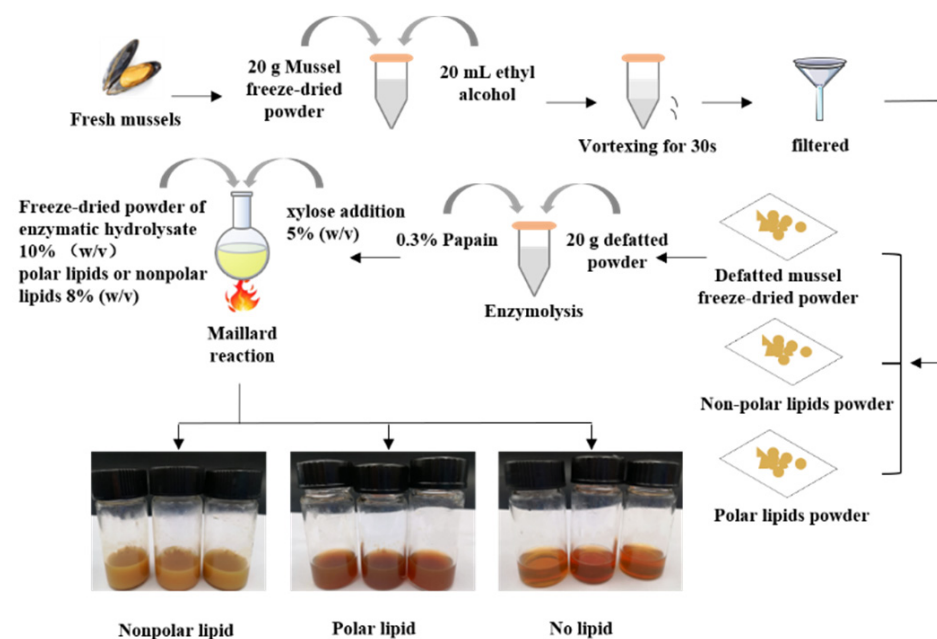 Fresh mussels
20 g Mussel
freeze-dried
powder
20 mL ethyl
alcohol
Vortexing for 30s
filtered
Freeze-dried powder of
enzymatic hydrolysate
10% （w/v）
polar lipids or nonpolar
lipids 8% (w/v)
xylose addition
5% (w/v)
Maillard
reaction
0.3% Papain
20 g defatted
powder
Enzymolysis
Defatted mussel
freeze-dried powder
Non-polar lipids powder
Polar lipids powder
Nonpolar lipid
Polar lipid
No lipid